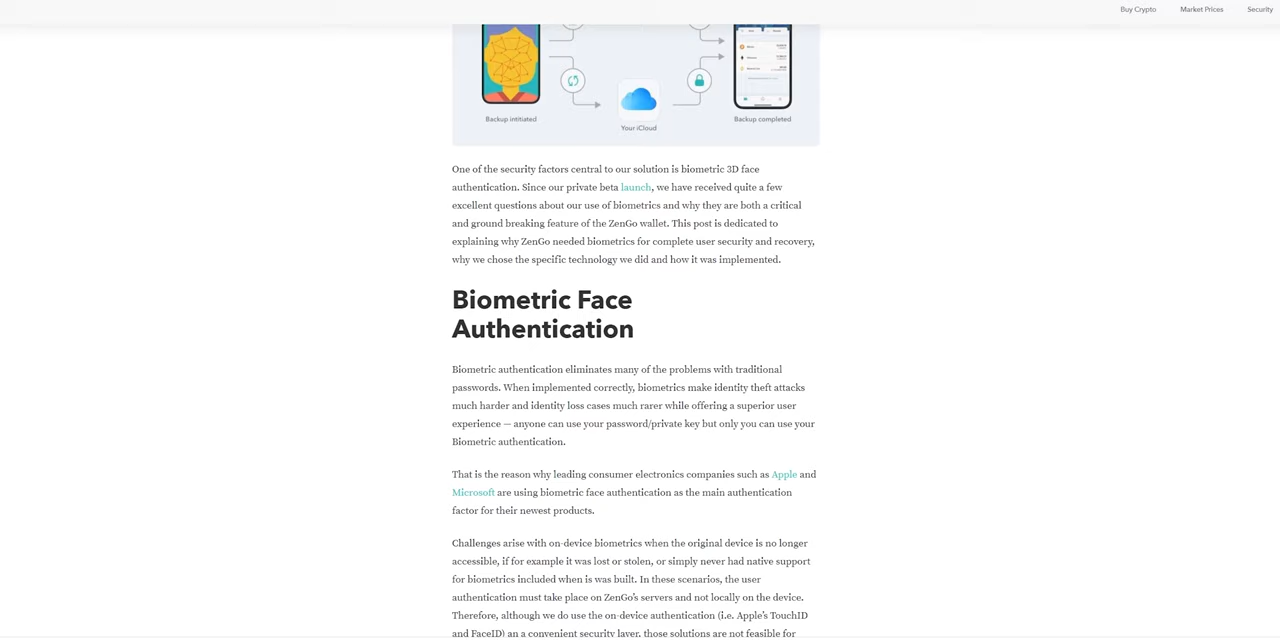 Buy Crypto Market Prices Security
Backup intitiated
Your iCloud
Backup completed
One of the security factors central to our solution is biometric 3D face
authentication. Since our private beta launch, we have received quite a few
excellent questions about our use of biometrics and why they are both a critical
and ground breaking feature of the ZenGo wallet. This post is dedicated to
explaining why ZenGo needed biometrics for complete user security and recovery,
why we chose the specific technology we did and how it was implemented.
Biometric Face
Authentication
Biometric authentication eliminates many of the problems with traditional
passwords. When implemented correctly, biometrics make identity theft attacks
much harder and identity loss cases much rarer while offering a superior user
experience — anyone can use your password/private key but only you can use your
Biometric authentication.
That is the reason why leading consumer electronics companies such as Apple and
Microsoft are using biometric face authentication as the main authentication
factor for their newest products.
Challenges arise with on-device biometrics when the original device is no longer
accessible, if for example it was lost or stolen, or simply never had native support
for biometrics included when is was built. In these scenarios, the user
authentication must take place on ZenGo's servers and not locally on the device.
Therefore, although we do use the on-device authentication (i.e. Apple's TouchID
and FaceID) an a convenient security layer, those solutions are not feasible for